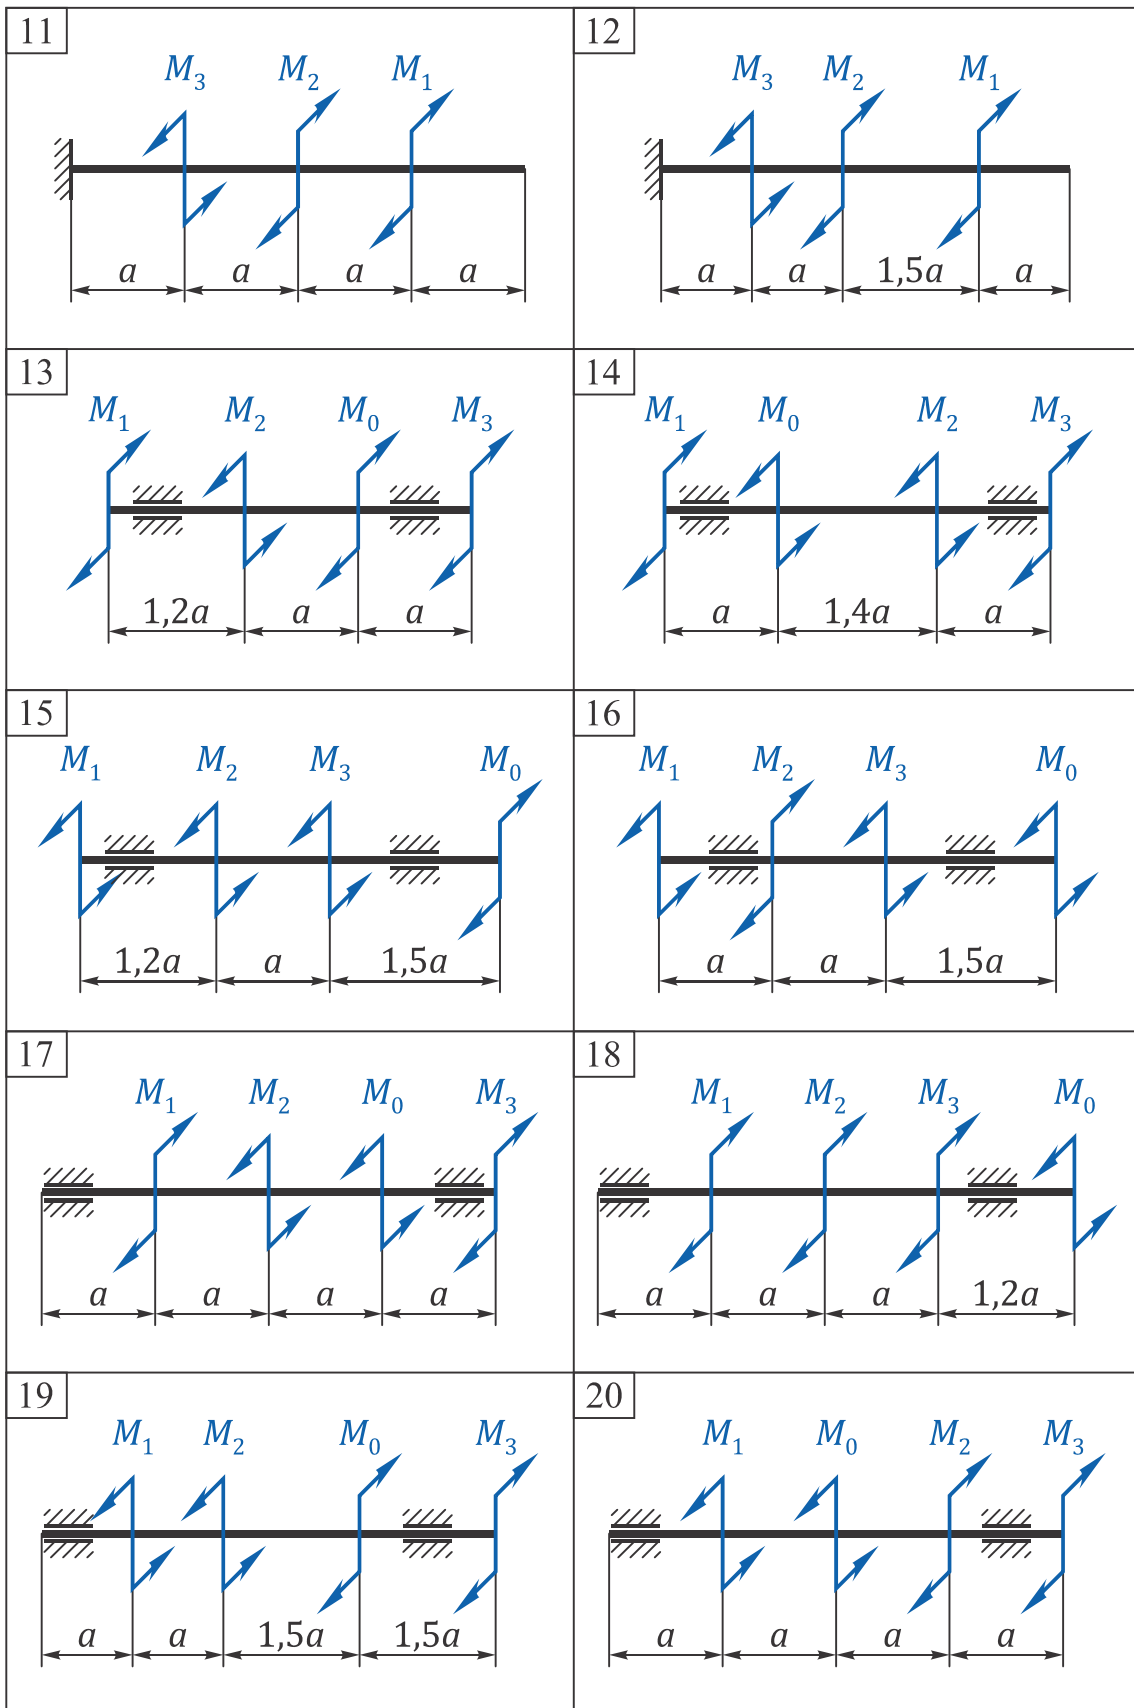 11
M₃ M₂ M₁
a a a a
12
M₃ M₂ M₁
a a 1,5a a
13
M₁ M₂ M₀ M₃
1,2a a a
14
M₁ M₀ M₂ M₃
a 1,4a a
15
M₁ M₂ M₃ M₀
1,2a a 1,5a
16
M₁ M₂ M₃ M₀
a a 1,5a
17
M₁ M₂ M₀ M₃
a a a a
18
M₁ M₂ M₃ M₀
a a a 1,2a
19
M₁ M₂ M₀ M₃
a a 1,5a 1,5a
20
M₁ M₀ M₂ M₃
a a a a